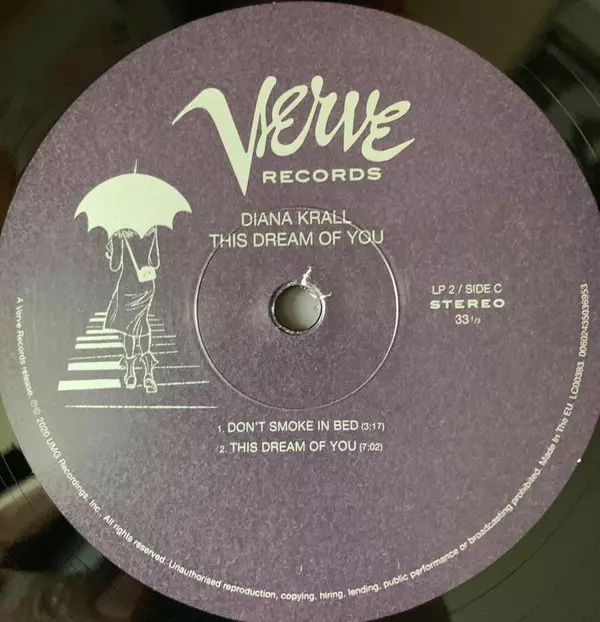 Verve
RECORDS
DIANA KRALL
THIS DREAM OF YOU
LP 2 / SIDE C
STEREO
33 1/3
1. DON'T SMOKE IN BED (3:17)
2. THIS DREAM OF YOU (7:02)
A Verve Records release. ℗© 2020 UMG Recordings, Inc., All rights reserved. Unauthorised reproduction, copying, hiring, lending, public performance or broadcasting prohibited. Made In The EU. LC00383. 00602435036953